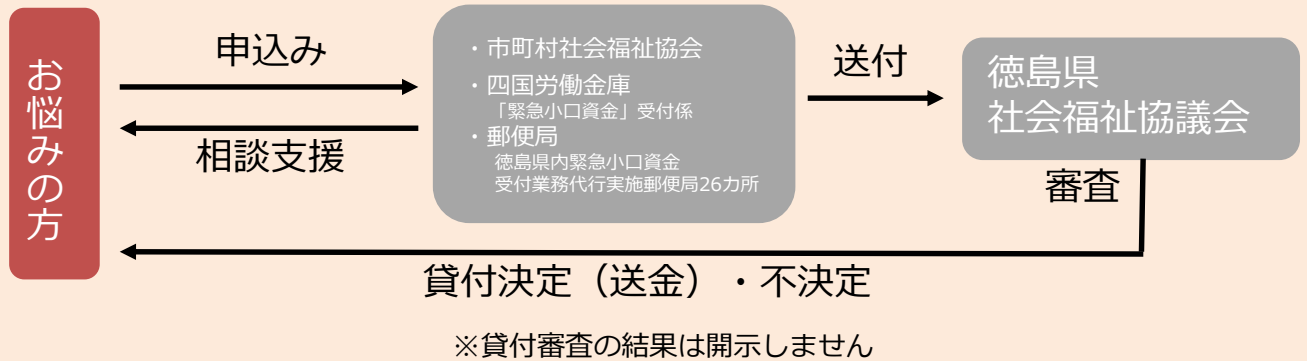 お悩みの方
申込み
相談支援
・市町村社会福祉協会
・四国労働金庫
「緊急小口資金」受付係
・郵便局
徳島県内緊急小口資金
受付業務代行実施郵便局26カ所
送付
徳島県
社会福祉協議会
審査
貸付決定（送金）・不決定
※貸付審査の結果は開示しません